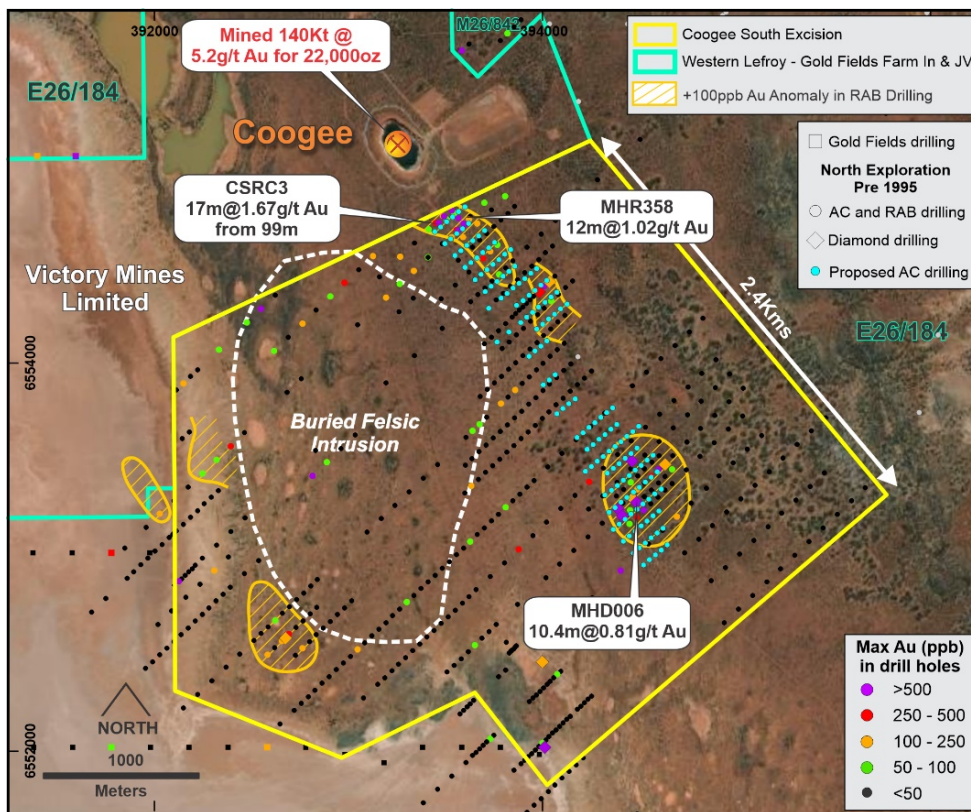 392000
M26/842
394000
Mined 140Kt @
5.2g/t Au for 22,000oz
Coogee South Excision
Western Lefroy - Gold Fields Farm In & JV
+100ppb Au Anomaly in RAB Drilling
E26/184
Coogee
Gold Fields drilling
North Exploration
Pre 1995
AC and RAB drilling
Diamond drilling
Proposed AC drilling
CSRC3
17m@1.67g/t Au
from 99m
MHR358
12m@1.02g/t Au
Victory Mines
Limited
2.4Kms
E26/184
6554000
Buried Felsic
Intrusion
MHD006
10.4m@0.81g/t Au
Max Au (ppb)
in drill holes
>500
250 - 500
100 - 250
50 - 100
<50
NORTH
6552000
1000
Meters